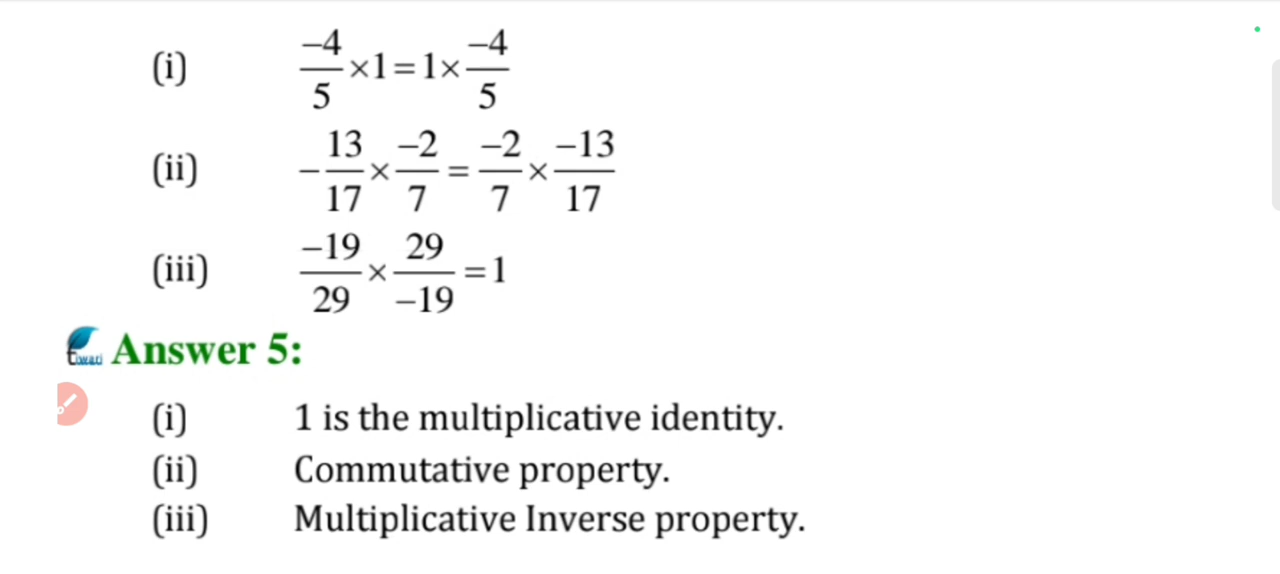 (i) −4/5 ×1 = 1× −4/5
(ii) −13/17 × −2/7 = −2/7 × −13/17
(iii) −19/29 × 29/−19 = 1
Tiwari Answer 5:
(i) 1 is the multiplicative identity.
(ii) Commutative property.
(iii) Multiplicative Inverse property.